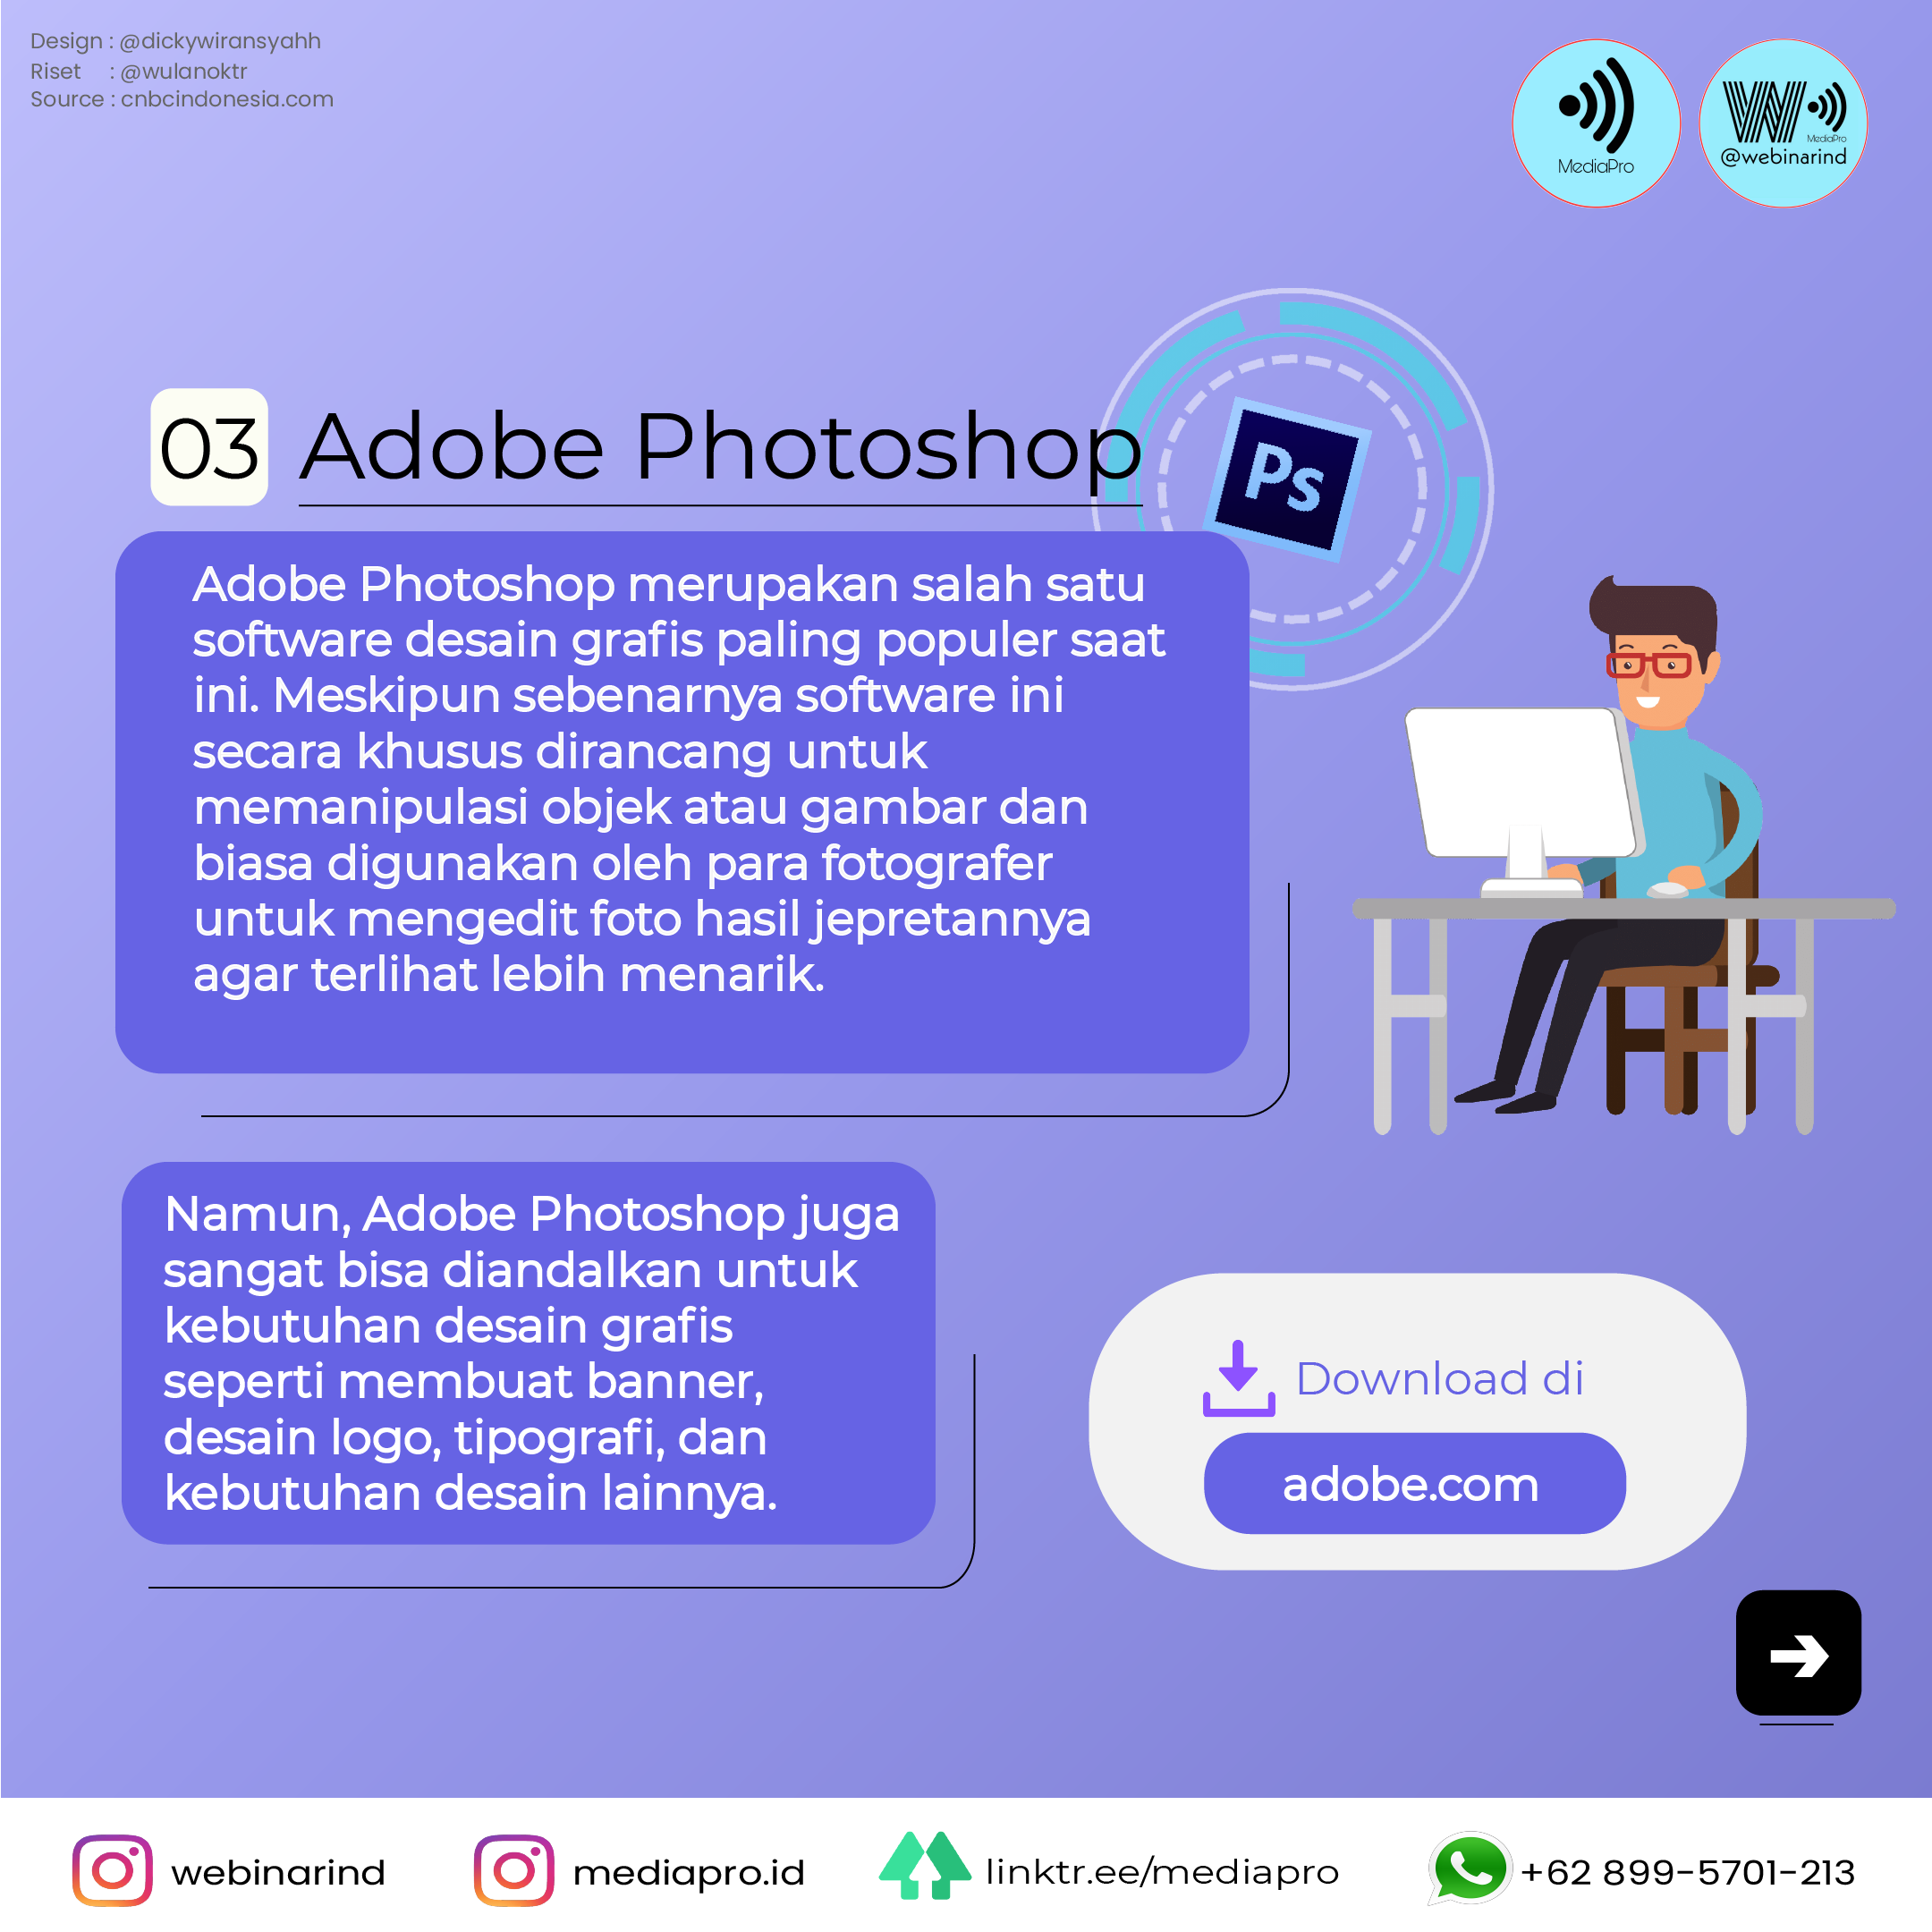 Design : @dickywiransyahh
Riset : @wulanoktr
Source : cnbcindonesia.com
MediaPro
W
MediaPro
@webinarind
03 Adobe Photoshop
Ps
Adobe Photoshop merupakan salah satu
software desain grafis paling populer saat
ini. Meskipun sebenarnya software ini
secara khusus dirancang untuk
memanipulasi objek atau gambar dan
biasa digunakan oleh para fotografer
untuk mengedit foto hasil jepretannya
agar terlihat lebih menarik.
Namun, Adobe Photoshop juga
sangat bisa diandalkan untuk
kebutuhan desain grafis
seperti membuat banner,
desain logo, tipografi, dan
kebutuhan desain lainnya.
Download di
adobe.com
webinarind
mediapro.id
linktr.ee/mediapro
+62 899-5701-213